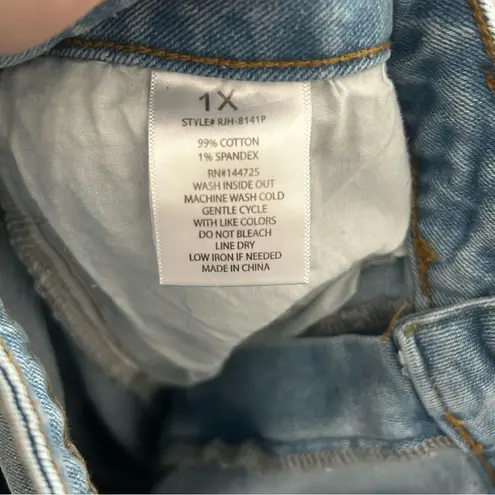 1X
STYLE# RJH-8141P
99% COTTON
1% SPANDEX
RN#144725
WASH INSIDE OUT
MACHINE WASH COLD
GENTLE CYCLE
WITH LIKE COLORS
DO NOT BLEACH
LINE DRY
LOW IRON IF NEEDED
MADE IN CHINA